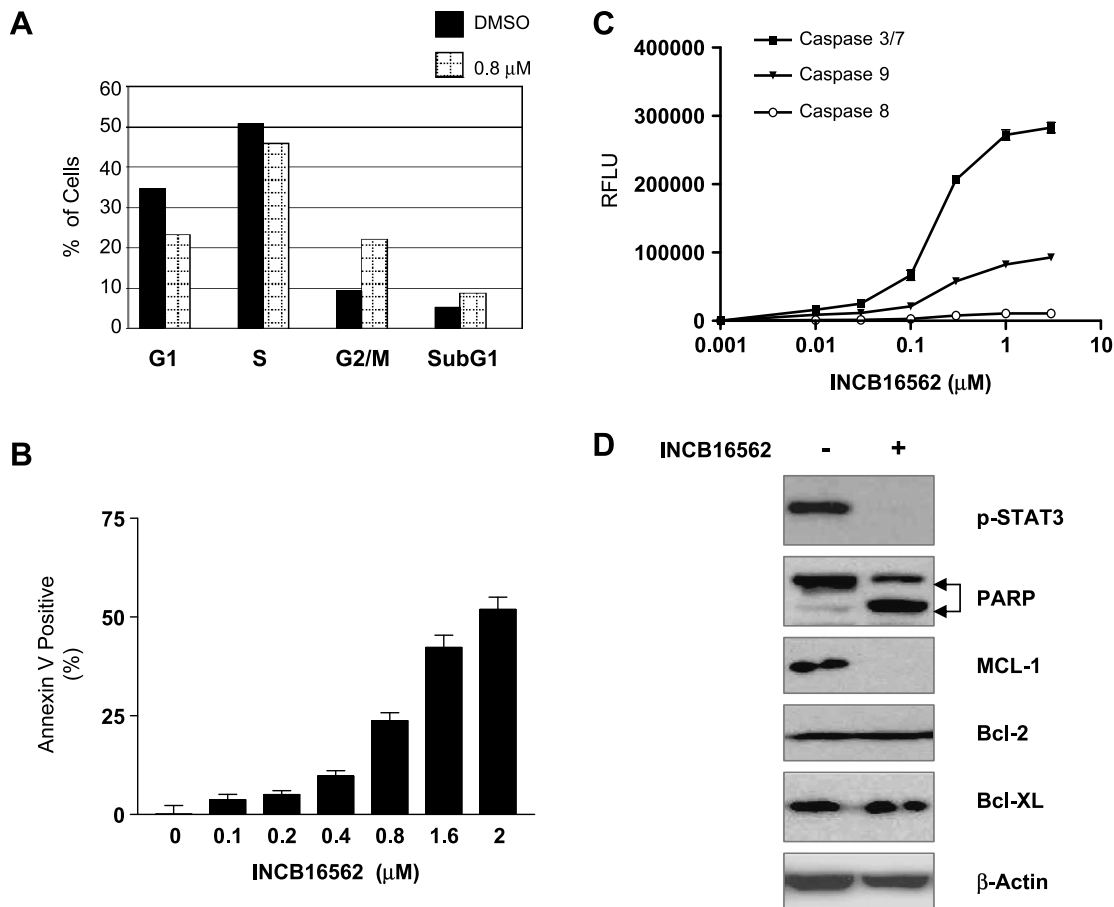 A
DMSO
0.8 μM
60
50
40
30
20
10
0
% of Cells
G1 S G2/M SubG1
B
75
50
25
0
Annexin V Positive
(%)
0 0.1 0.2 0.4 0.8 1.6 2
INCB16562 (μM)
C
Caspase 3/7
Caspase 9
Caspase 8
400000
300000
200000
100000
0
RFLU
0.001 0.01 0.1 1 10
INCB16562 (μM)
D
INCB16562 - +
p-STAT3
PARP
MCL-1
Bcl-2
Bcl-XL
β-Actin